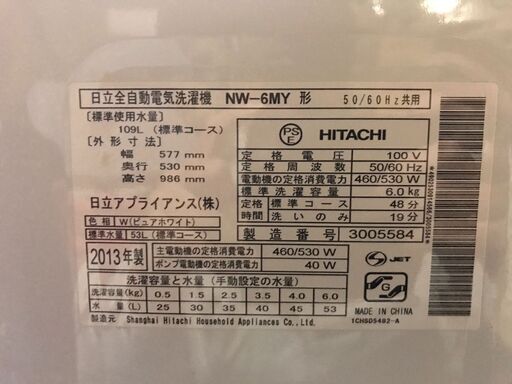 日立全自動電気洗濯機 NW-6MY 形 50/60Hz共用
[標準使用水量]
109L (標準コース)
[外形寸法]
幅 577 mm
奥行 530 mm
高さ 986 mm
日立アプライアンス(株)
色相 W(ピュアホワイト)
標準水量 53L (標準コース)
PSE HITACHI
定格電圧 100V
定格周波数 50/60Hz
電動機の定格消費電力 460/530W
標準洗濯容量 6.0kg
定格時間 標準コース 48分
洗いのみ 19分
製造番号 3005584
2013年製
主電動機の定格消費電力 460/530 W
ポンプ電動機の定格消費電力 40 W
S JET
洗濯容量と水量 (手動設定の水量)
洗濯容量(kg) 0.5 1.5 2.5 3.5 4.0 6.0
水量(L) 25 30 35 40 45 53
G
MADE IN CHINA
製造元 Shanghai Hitachi Household Appliances Co.,Ltd.
1CHSD5482-A